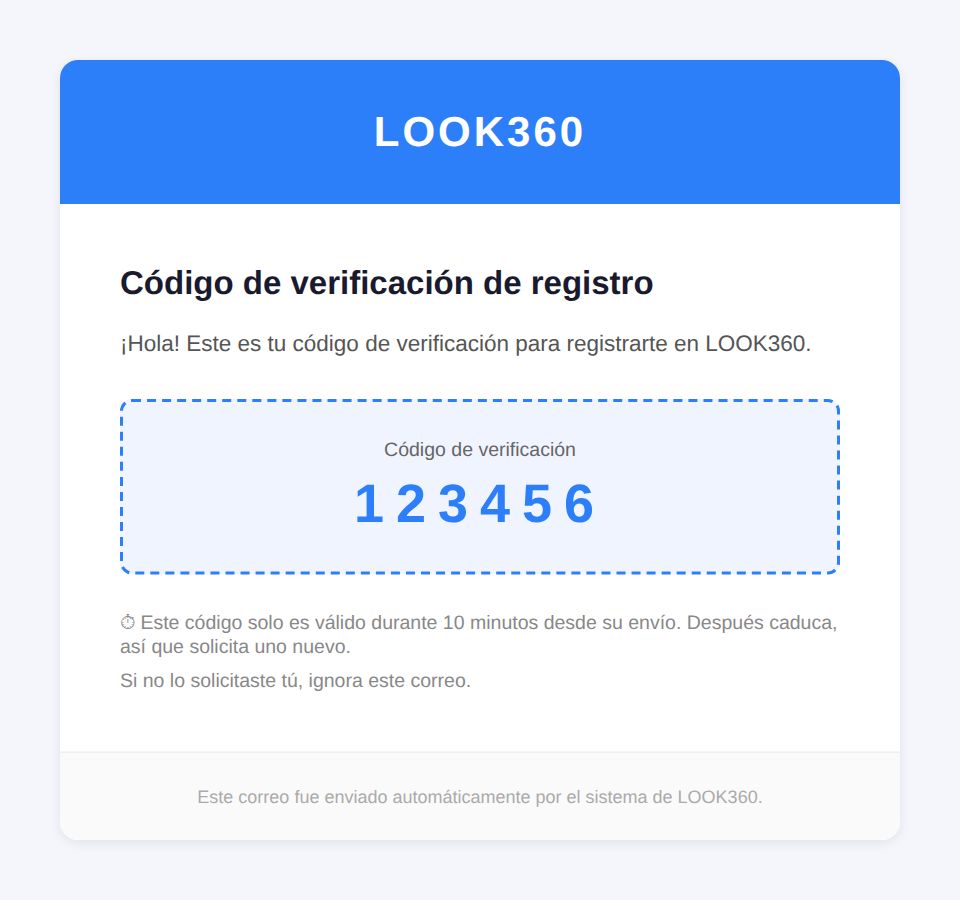 LOOK360
Código de verificación de registro
¡Hola! Este es tu código de verificación para registrarte en LOOK360.
Código de verificación
123456
⏱ Este código solo es válido durante 10 minutos desde su envío. Después caduca,
así que solicita uno nuevo.
Si no lo solicitaste tú, ignora este correo.
Este correo fue enviado automáticamente por el sistema de LOOK360.